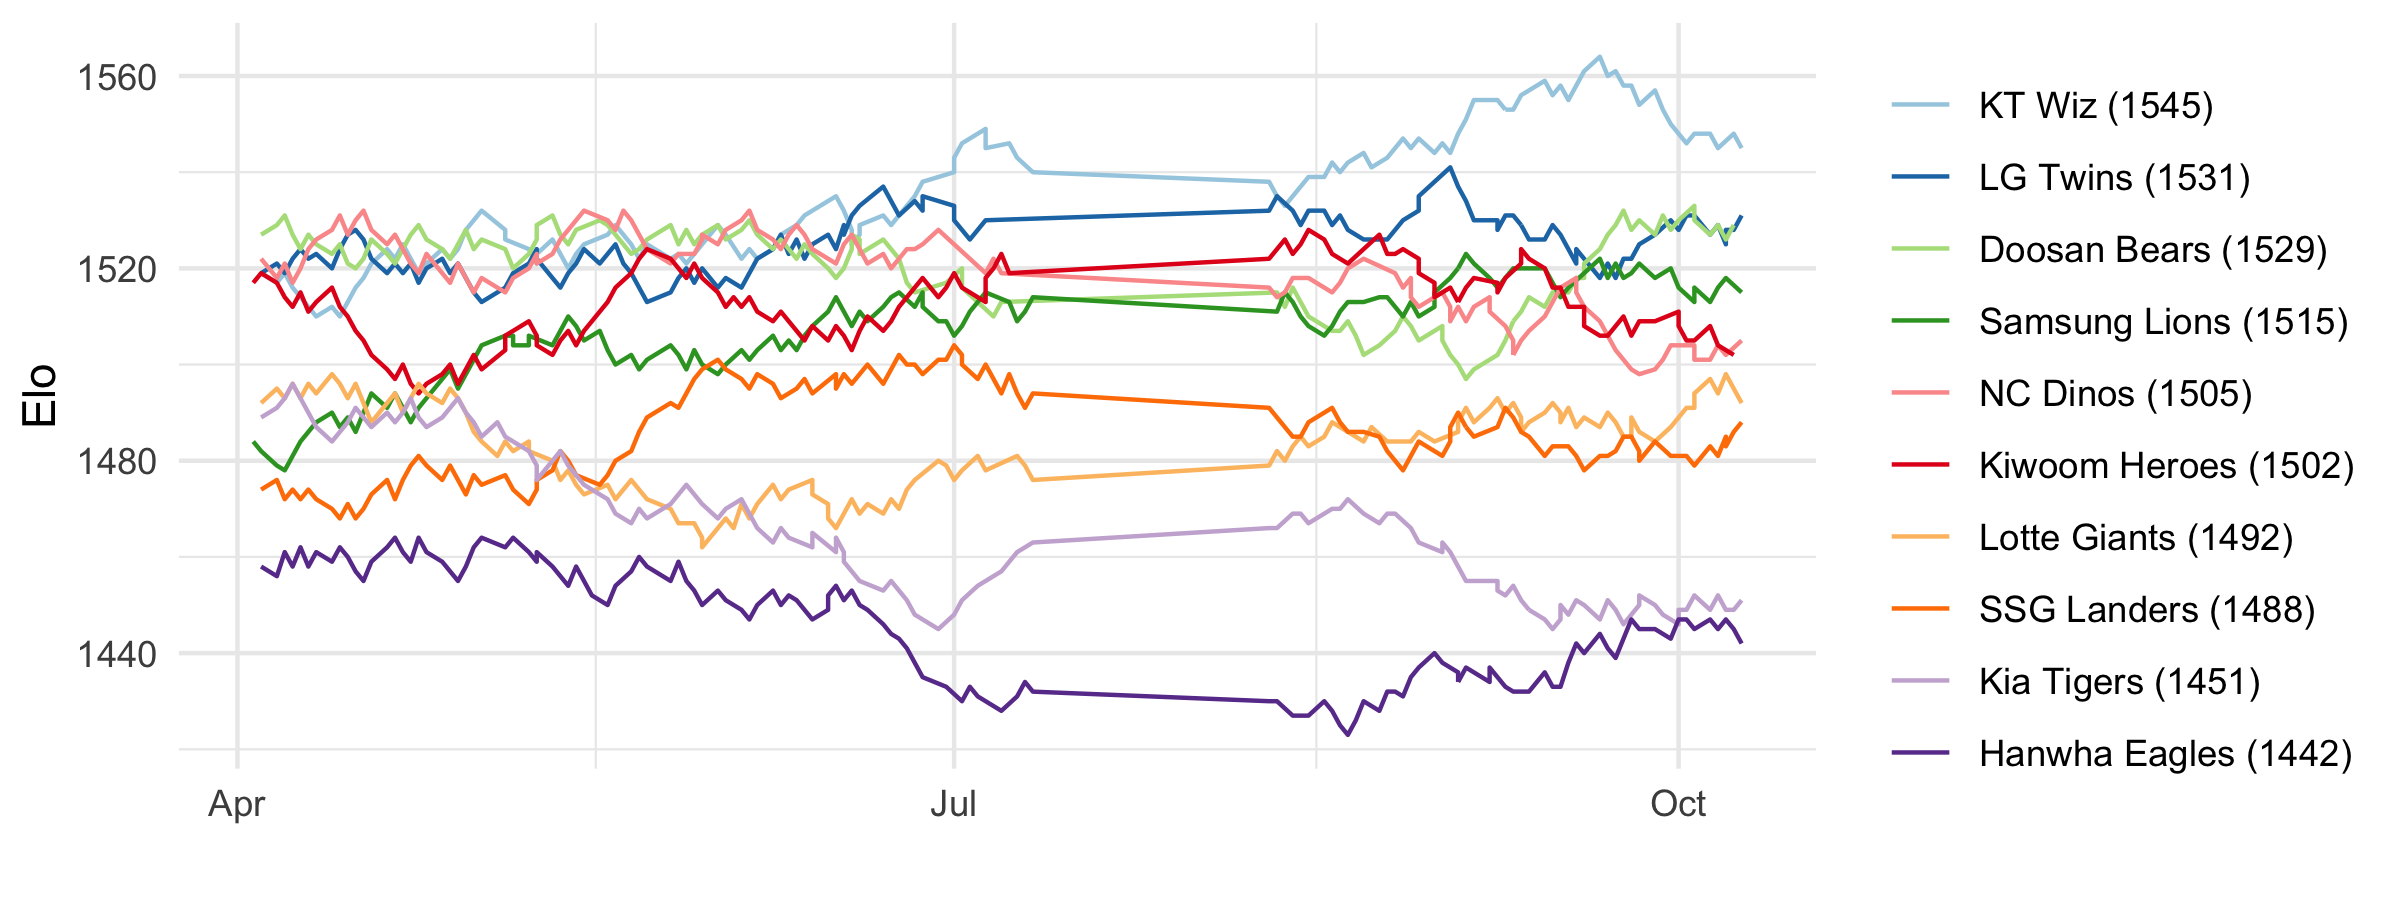 1560
1520
1480
1440
Elo
Apr
Jul
Oct
KT Wiz (1545)
LG Twins (1531)
Doosan Bears (1529)
Samsung Lions (1515)
NC Dinos (1505)
Kiwoom Heroes (1502)
Lotte Giants (1492)
SSG Landers (1488)
Kia Tigers (1451)
Hanwha Eagles (1442)